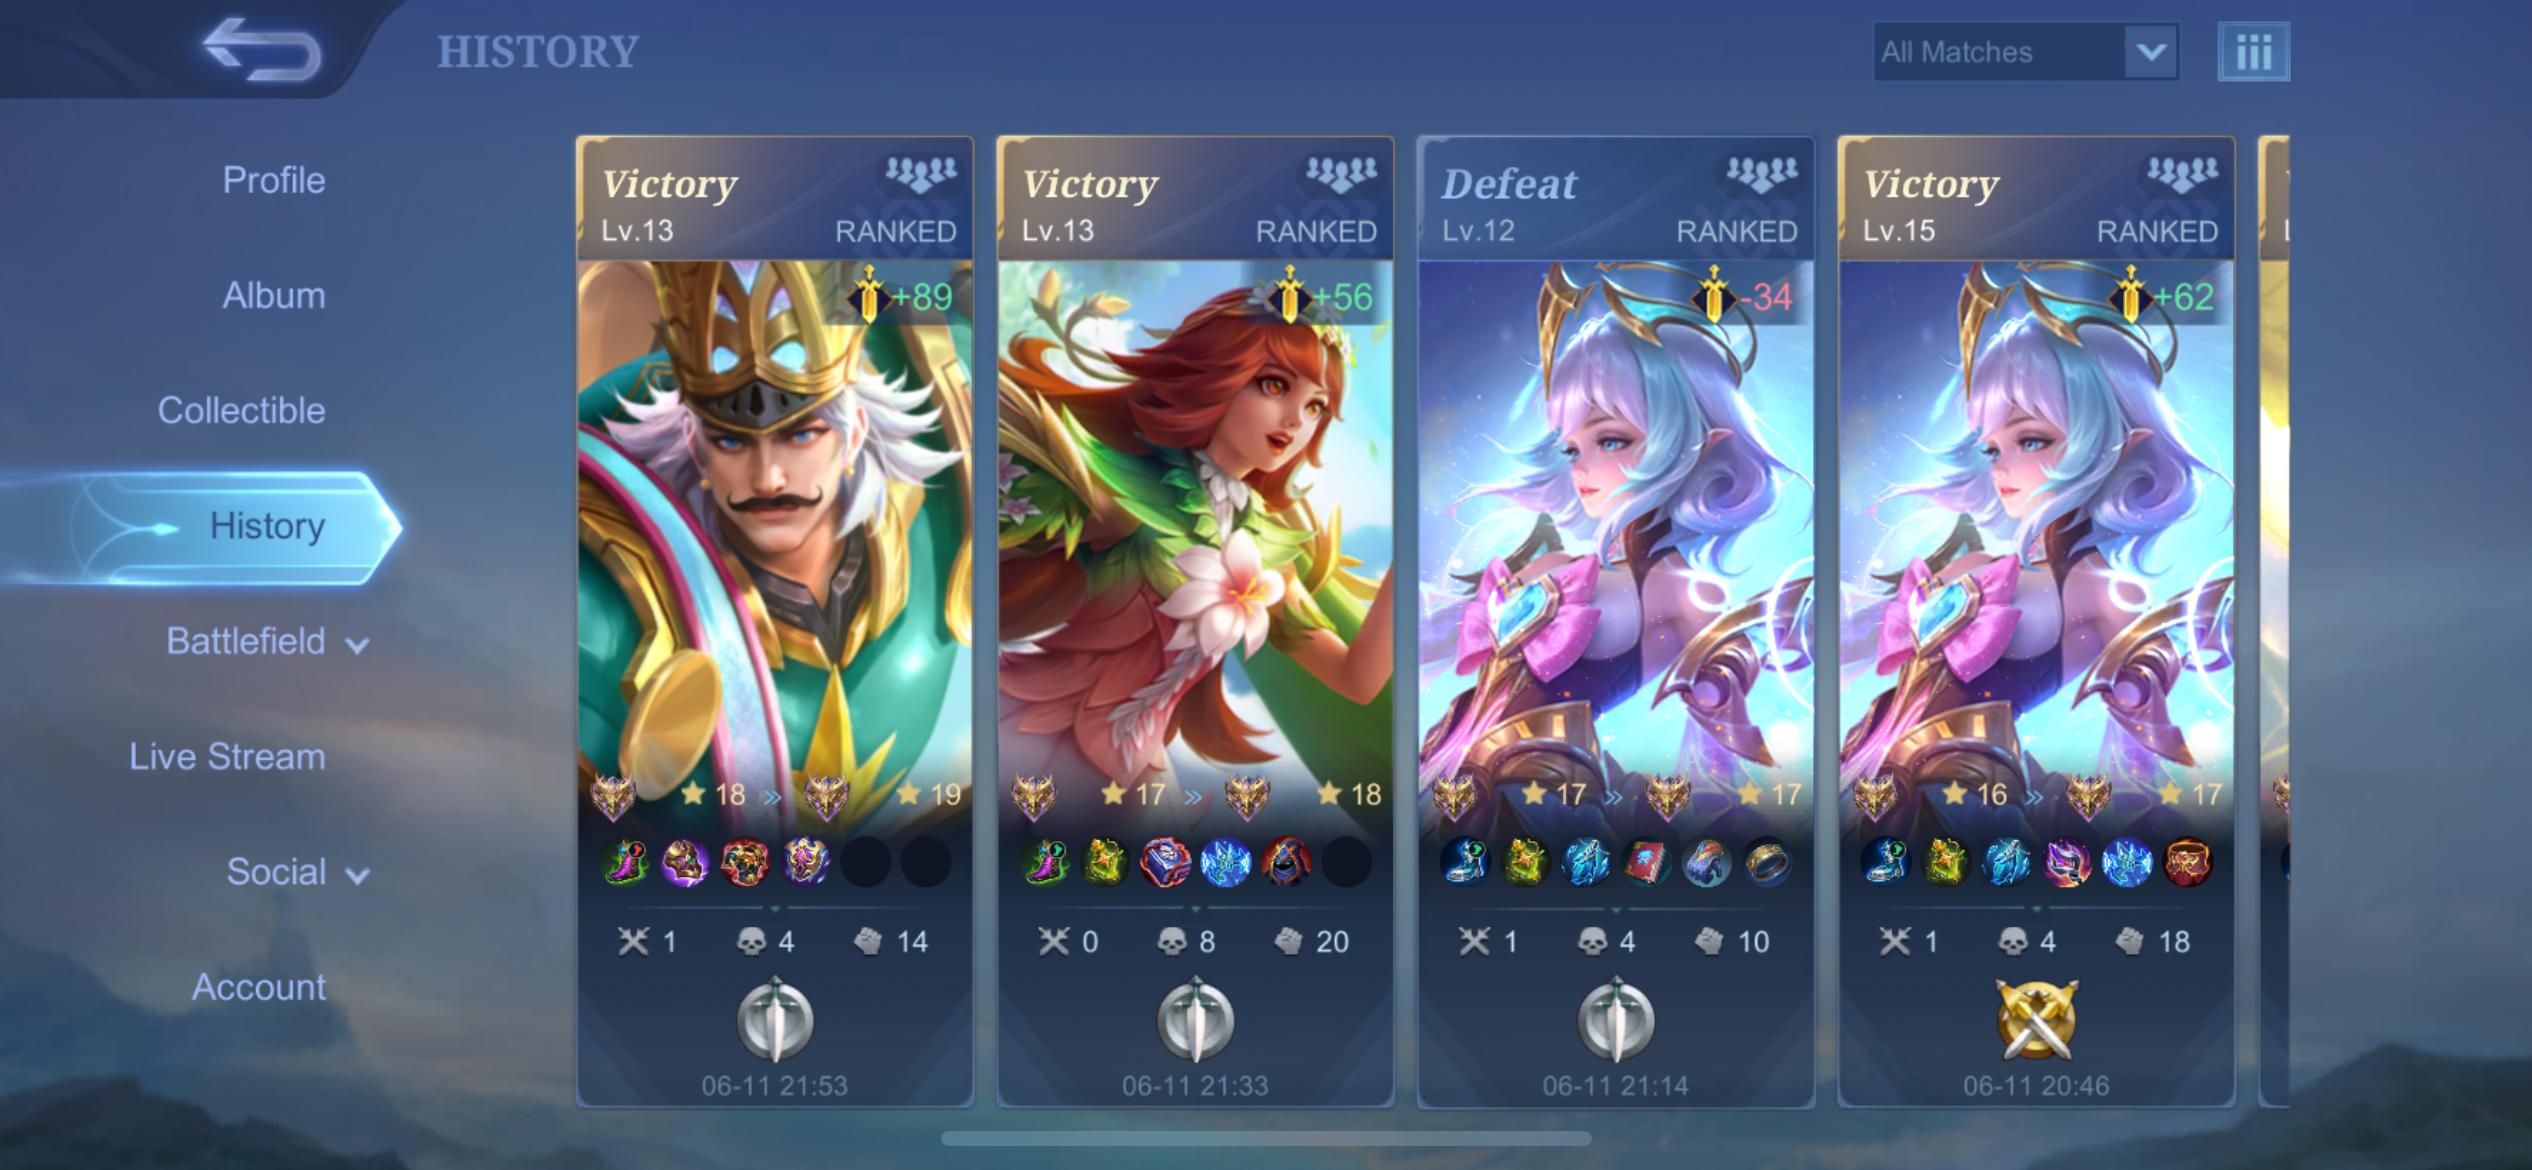 HISTORY
All Matches
Profile
Album
Collectible
History
Battlefield
Live Stream
Social
Account
Victory
Lv.13
RANKED
+89
18 » 19
1 4 14
06-11 21:53
Victory
Lv.13
RANKED
+56
17 » 18
0 8 20
06-11 21:33
Defeat
Lv.12
RANKED
-34
17 » 17
1 4 10
06-11 21:14
Victory
Lv.15
RANKED
+62
16 » 17
1 4 18
06-11 20:46